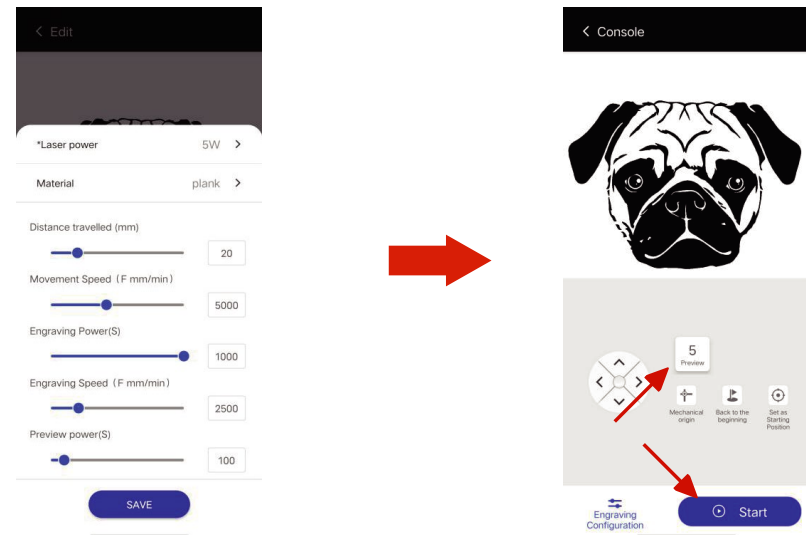 Edit
*Laser power 5W
Material plank
Distance travelled (mm)
20
Movement Speed（F mm/min）
5000
Engraving Power(S)
1000
Engraving Speed（F mm/min）
2500
Preview power(S)
100
SAVE
Console
5
Preview
Mechanical
origin
Back to the
beginning
Set as
Starting
Position
Engraving
Configuration
Start